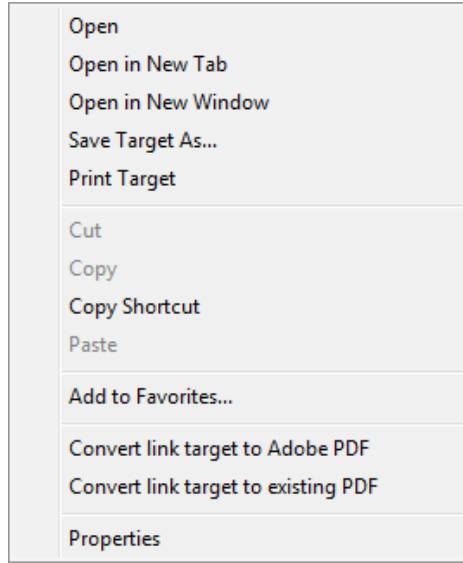 Open
Open in New Tab
Open in New Window
Save Target As...
Print Target
Cut
Copy
Copy Shortcut
Paste
Add to Favorites...
Convert link target to Adobe PDF
Convert link target to existing PDF
Properties